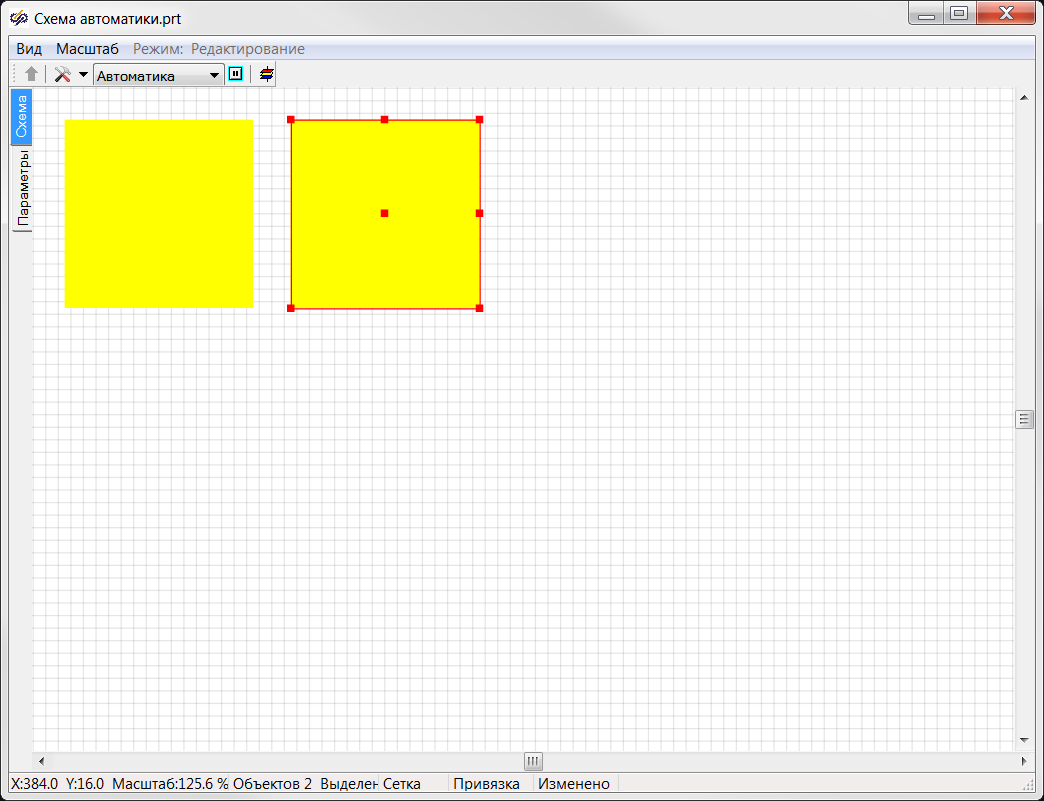 Схема автоматики.prt
Вид Масштаб Режим: Редактирование
Автоматика
Схема
Параметры
X:384.0 Y:16.0 Масштаб:125.6 % Объектов 2 Выделен Сетка Привязка Изменено